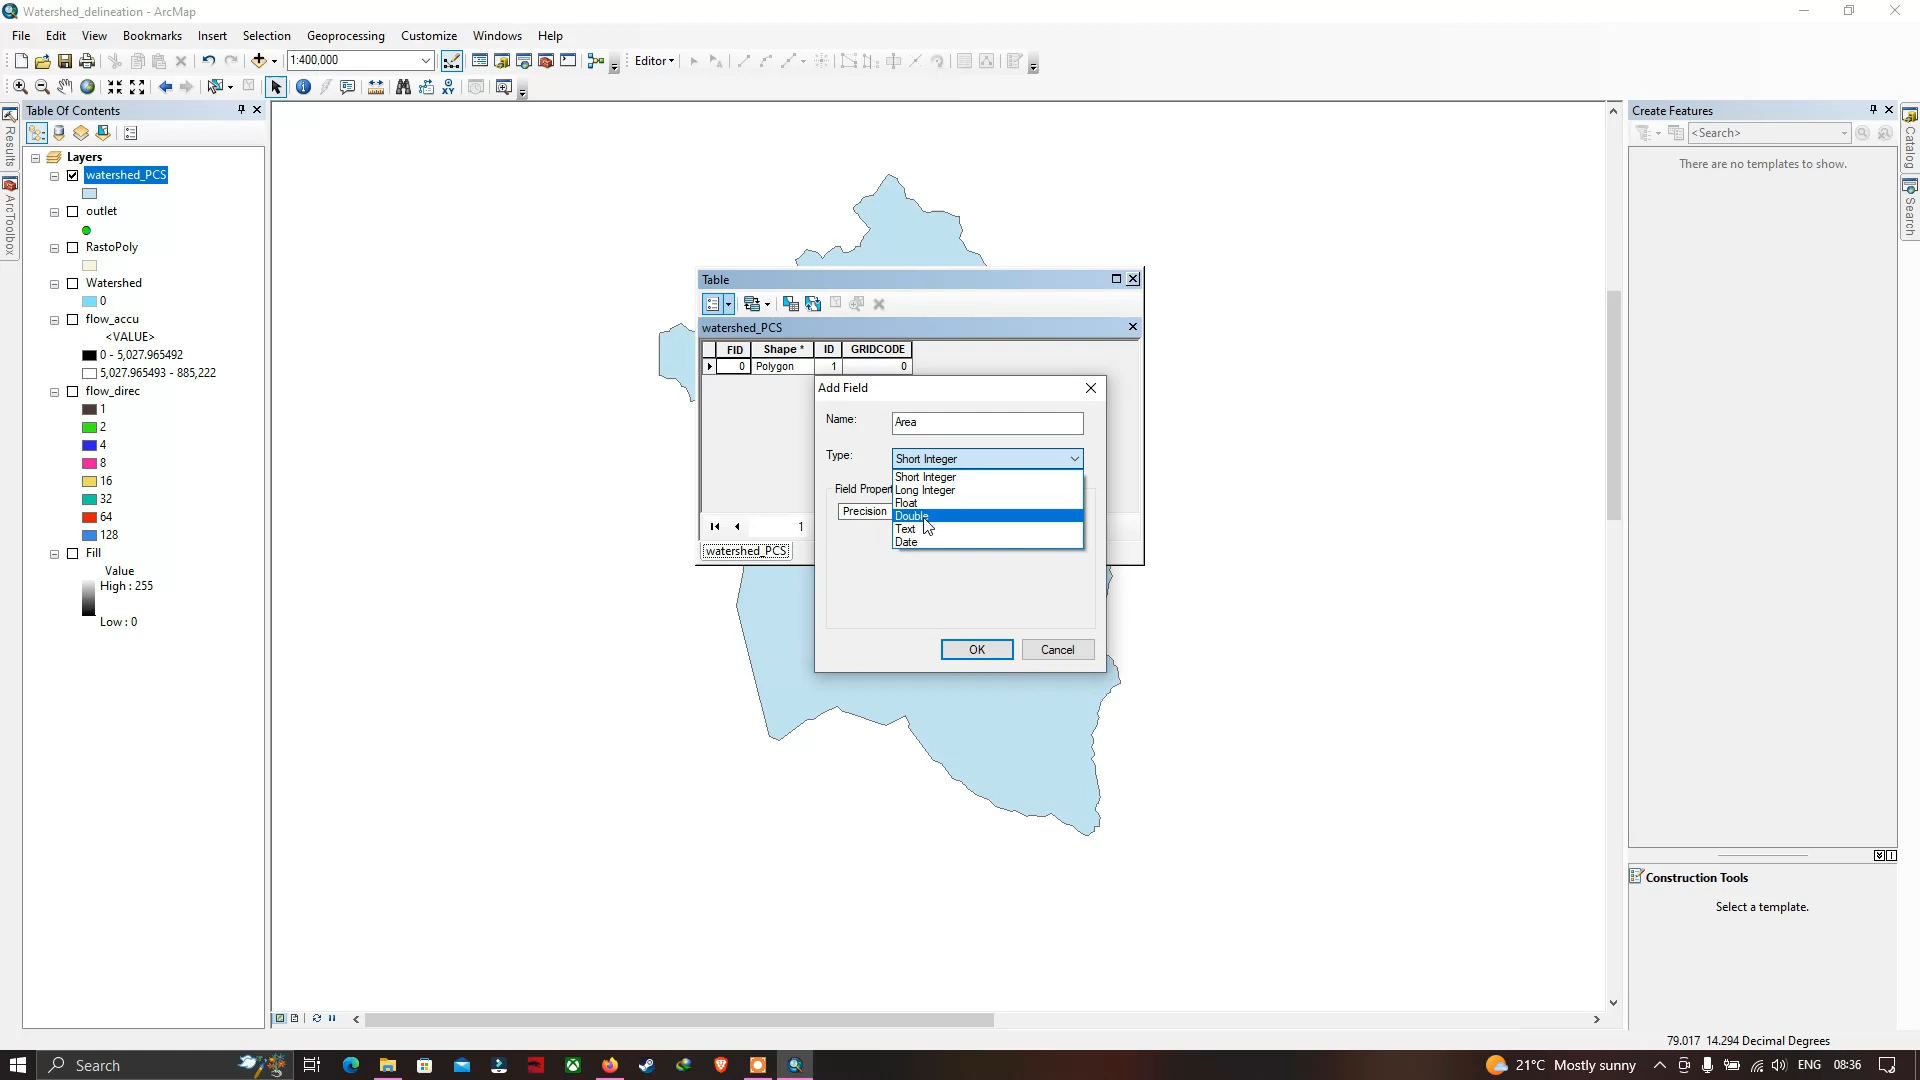 Watershed_delineation - ArcMap
File Edit View Bookmarks Insert Selection Geoprocessing Customize Windows Help
1:400,000
Editor
Table Of Contents
Results
ArcToolbox
Layers
watershed_PCS
outlet
RastoPoly
Watershed
0
flow_accu
<VALUE>
0 - 5,027.965492
5,027.965493 - 885,222
flow_direc
1
2
4
8
16
32
64
128
Fill
Value
High : 255
Low : 0
Table
watershed_PCS
FID Shape * ID GRIDCODE
0 Polygon 1 0
1
watershed_PCS
Add Field
Name: Area
Type: Short Integer
Short Integer
Long Integer
Float
Double
Text
Date
Field Propert
Precision
OK Cancel
Create Features
<Search>
There are no templates to show.
Catalog
Search
Construction Tools
Select a template.
79.017 14.294 Decimal Degrees
Search
21°C Mostly sunny
ENG 08:36